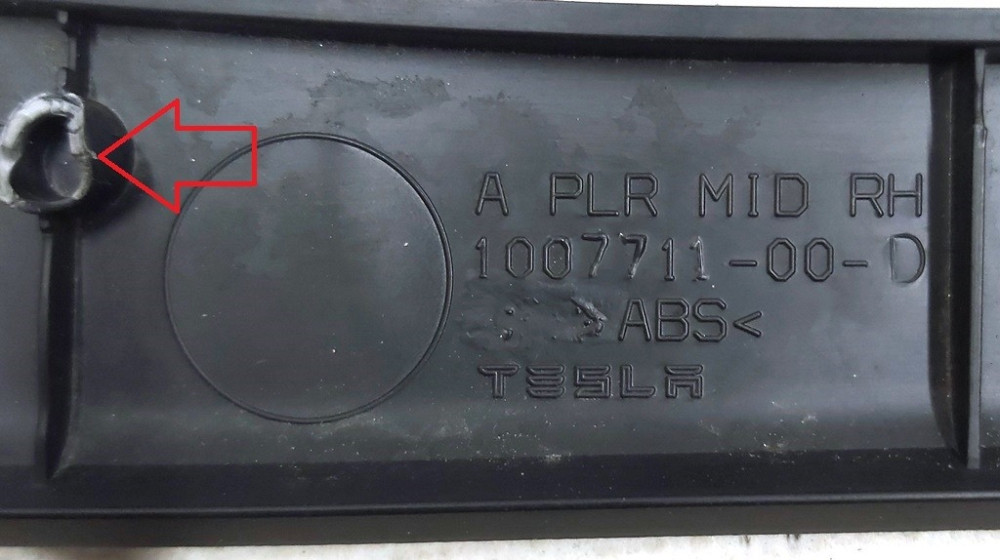 A PLR MID RH
1007711-00-D
ABS<
TESLA